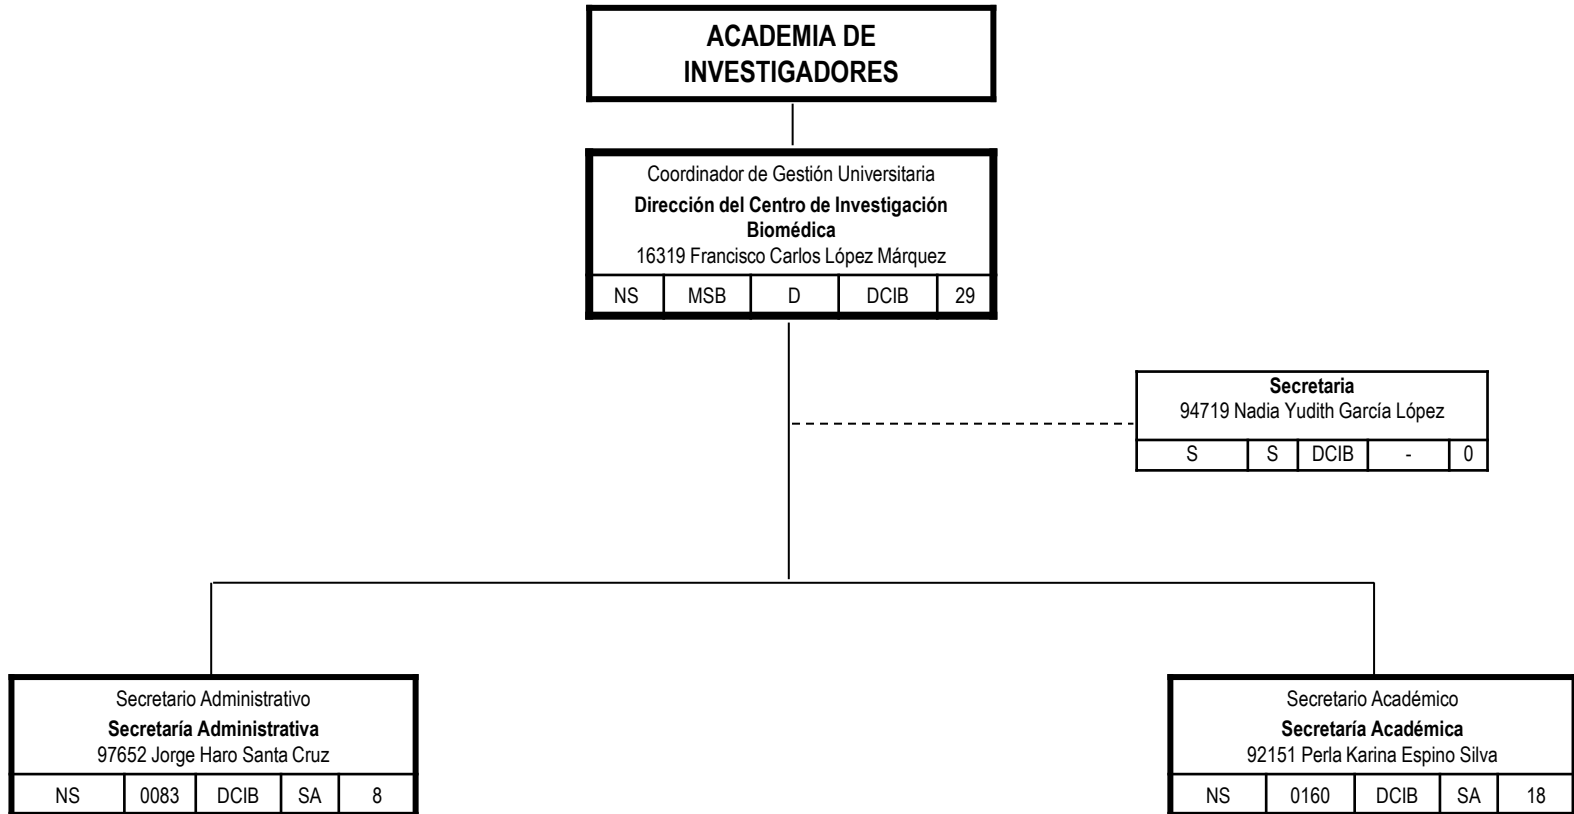 ACADEMIA DE
INVESTIGADORES
Coordinador de Gestión Universitaria
Dirección del Centro de Investigación
Biomédica
16319 Francisco Carlos López Márquez
NS MSB D DCIB 29
Secretaria
94719 Nadia Yudith García López
S S DCIB - 0
Secretario Administrativo
Secretaría Administrativa
97652 Jorge Haro Santa Cruz
NS 0083 DCIB SA 8
Secretario Académico
Secretaría Académica
92151 Perla Karina Espino Silva
NS 0160 DCIB SA 18